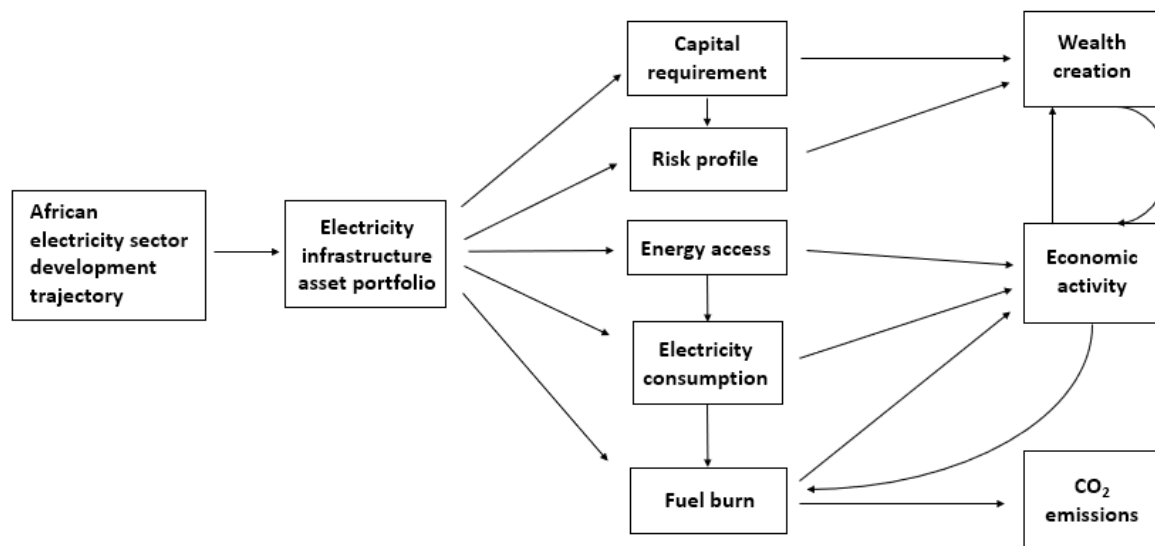 Capital
requirement
Wealth
creation
Risk profile
African
electricity sector
development
trajectory
Electricity
infrastructure
asset portfolio
Energy access
Economic
activity
Electricity
consumption
Fuel burn
CO₂
emissions